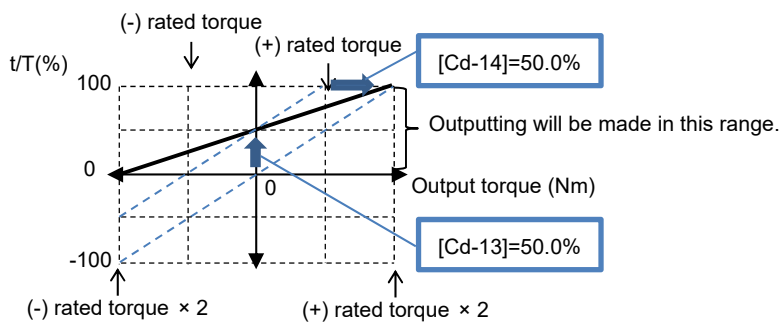 (-) rated torque
(+) rated torque
[Cd-14]=50.0%
t/T(%)
100
Outputting will be made in this range.
0
0
Output torque (Nm)
[Cd-13]=50.0%
-100
(-) rated torque × 2
(+) rated torque × 2